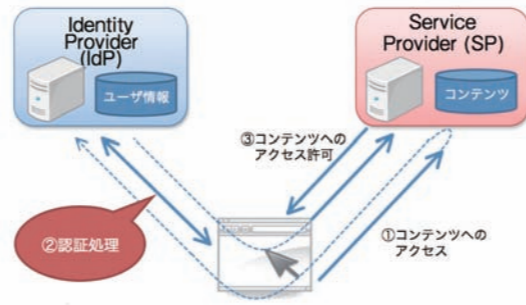 Identity
Provider
(IdP)
ユーザ情報
Service
Provider (SP)
コンテンツ
③コンテンツへの
アクセス許可
②認証処理
①コンテンツへの
アクセス